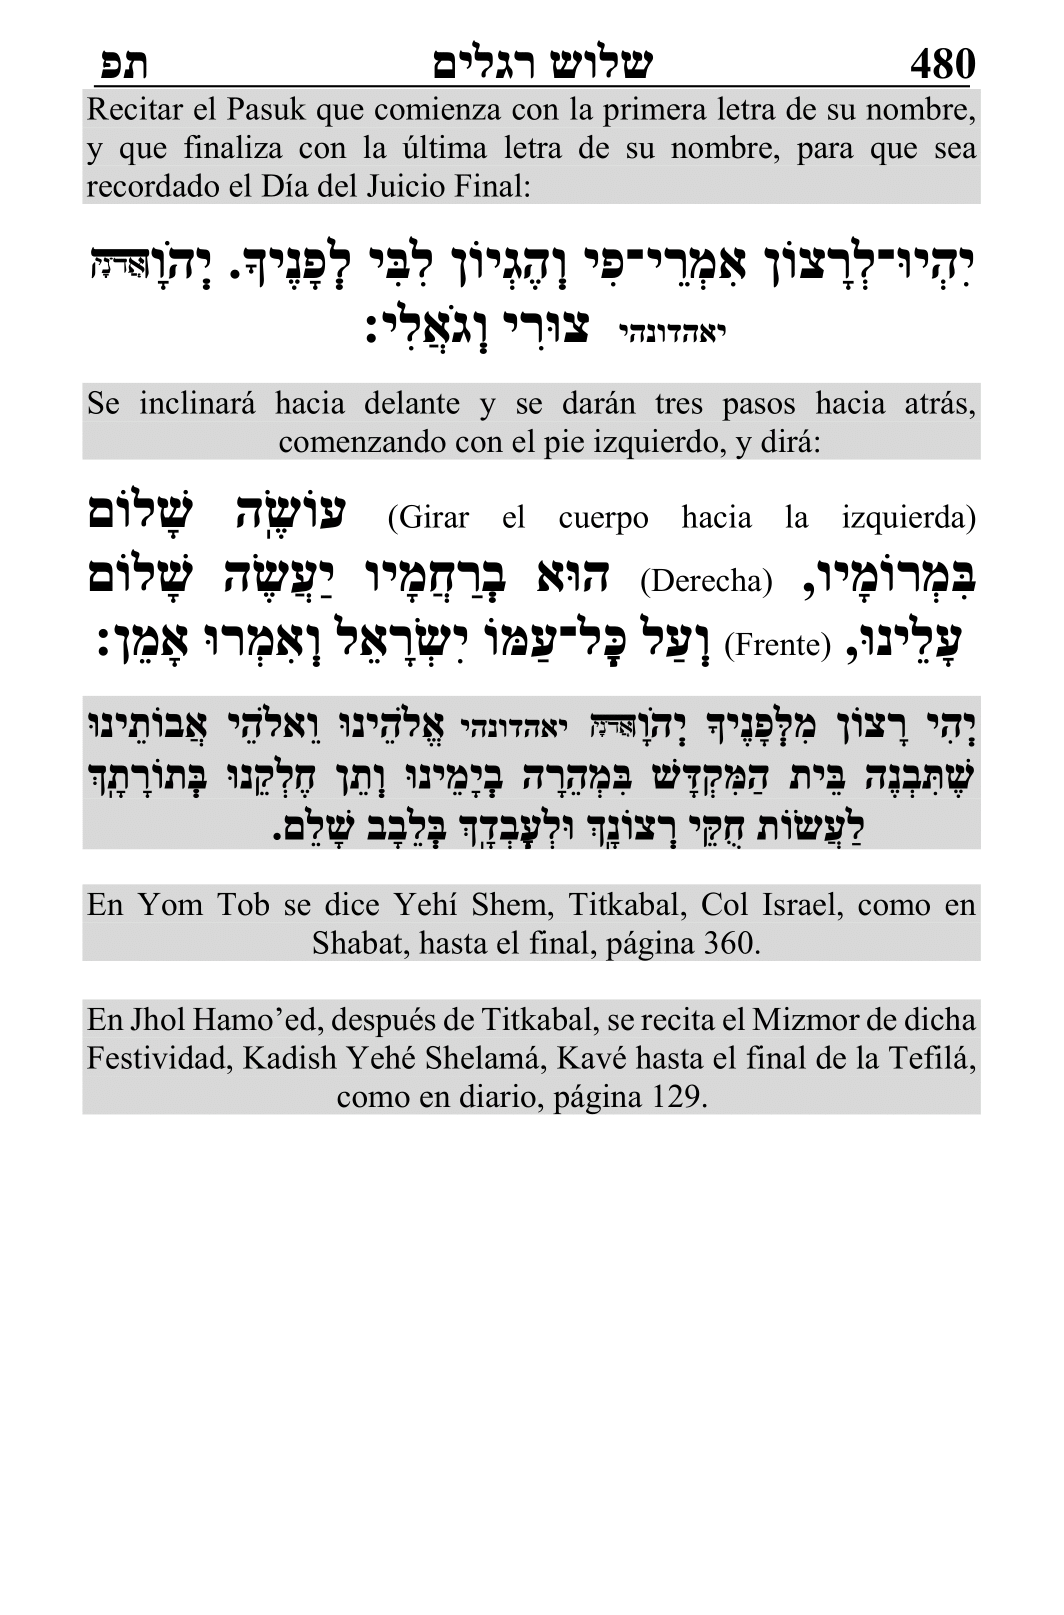 480 שלוש רגלים תפ
Recitar el Pasuk que comienza con la primera letra de su nombre,
y que finaliza con la última letra de su nombre, para que sea
recordado el Día del Juicio Final:
יִהְיוּ־לְרָצוֹן אִמְרֵי־פִי וְהֶגְיוֹן לִבִּי לְפָנֶיךָ. יְהֹוָהאֲדֹנָי
יאהדונהי צוּרִי וְגֹאֲלִי:
Se inclinará hacia delante y se darán tres pasos hacia atrás,
comenzando con el pie izquierdo, y dirá:
(Girar el cuerpo hacia la izquierda) עוֹשֶׂה שָׁלוֹם
בִּמְרוֹמָיו, (Derecha) הוּא בְרַחֲמָיו יַעֲשֶׂה שָׁלוֹם
עָלֵינוּ, (Frente) וְעַל כָּל־עַמּוֹ יִשְׂרָאֵל וְאִמְרוּ אָמֵן:
יְהִי רָצוֹן מִלְּפָנֶיךָ יְהֹוָהאֲדֹנָי יאהדונהי אֱלֹהֵינוּ וֵאלֹהֵי אֲבוֹתֵינוּ
שֶׁתִּבְנֶה בֵּית הַמִּקְדָּשׁ בִּמְהֵרָה בְיָמֵינוּ וְתֵן חֶלְקֵנוּ בְּתוֹרָתָךְ
לַעֲשׂוֹת חֻקֵּי רְצוֹנָךְ וּלְעָבְדָךְ בְּלֵבָב שָׁלֵם.
En Yom Tob se dice Yehí Shem, Titkabal, Col Israel, como en
Shabat, hasta el final, página 360.
En Jhol Hamo’ed, después de Titkabal, se recita el Mizmor de dicha
Festividad, Kadish Yehé Shelamá, Kavé hasta el final de la Tefilá,
como en diario, página 129.